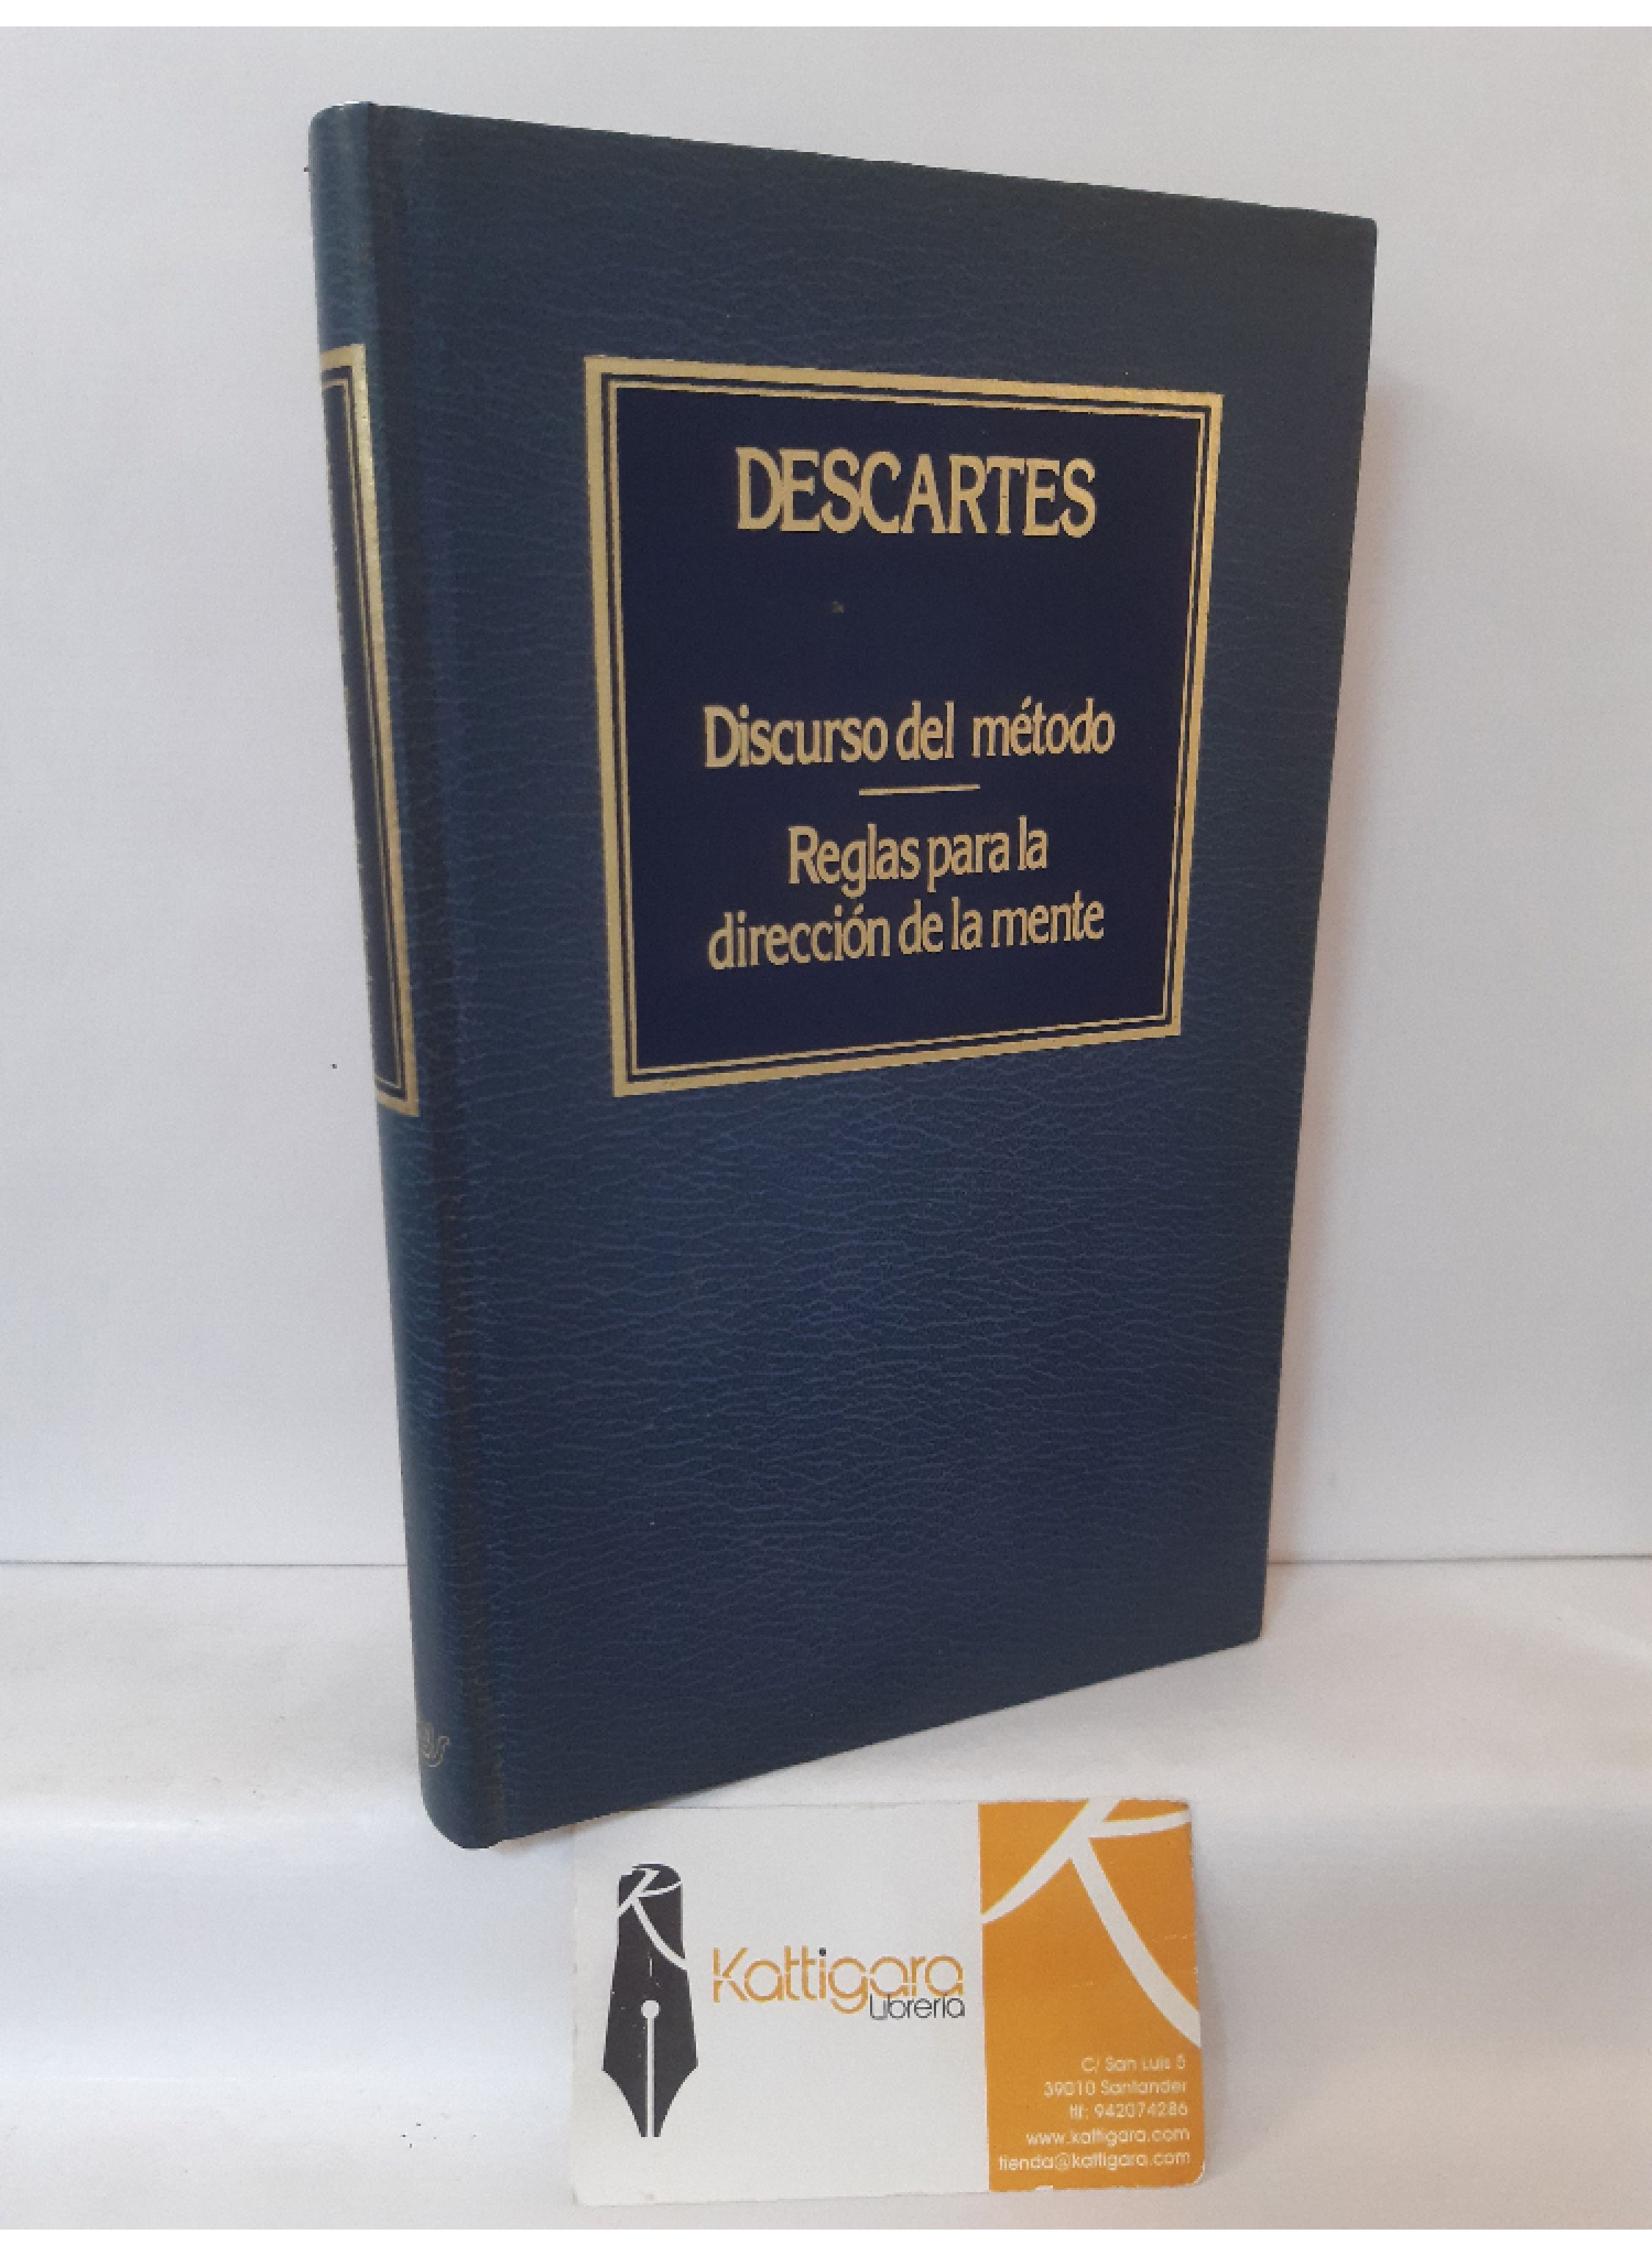 DESCARTES
Discurso del método
Reglas para la
dirección de la mente
Kattigara
Librería
C/ San Luis 5
39010 Santander
tlf: 942074286
www.kattigara.com
tienda@kattigara.com